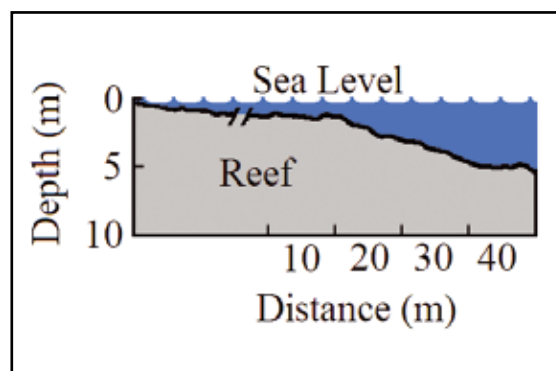 Sea Level
0
5
10
Depth (m)
Reef
10 20 30 40
Distance (m)